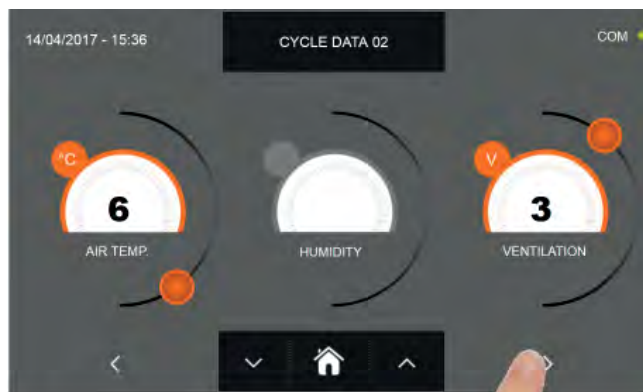 14/04/2017 - 15:36
CYCLE DATA 02
COM
°C
6
AIR TEMP.
HUMIDITY
V
3
VENTILATION